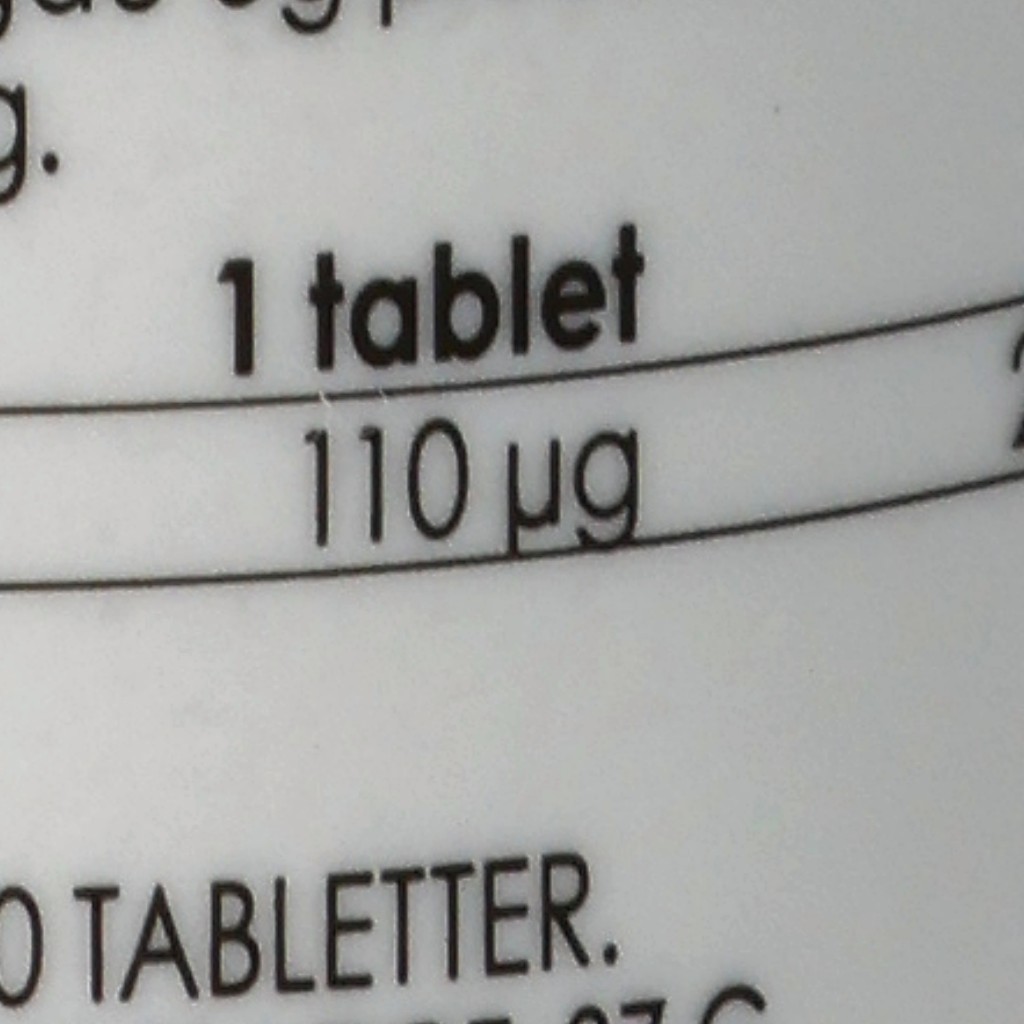 g.
1 tablet
110 µg
0 TABLETTER.